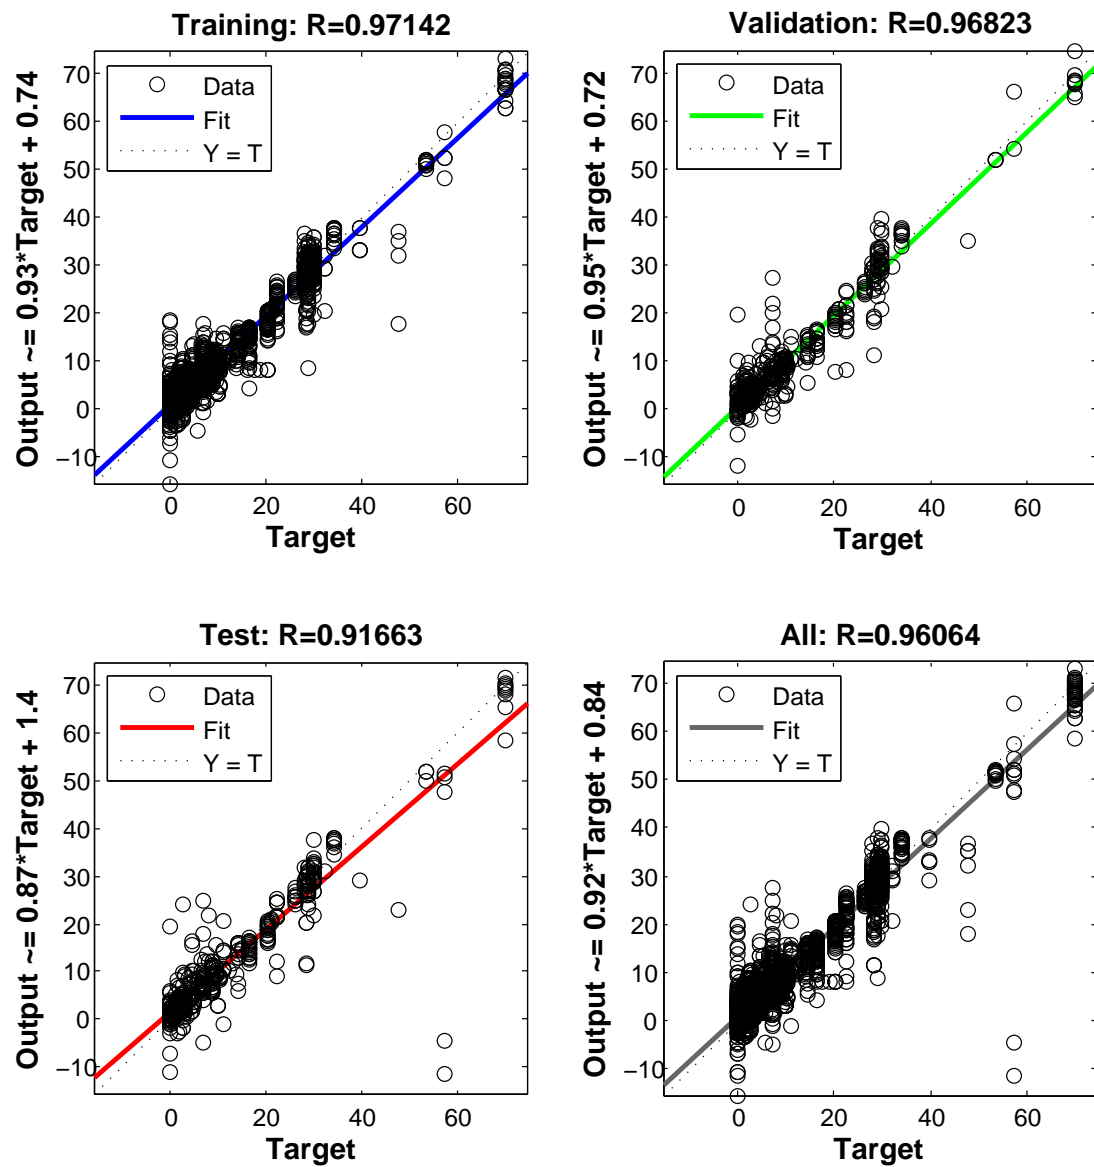 Training: R=0.97142
Output ~= 0.93*Target + 0.74
Data
Fit
Y = T
70
60
50
40
30
20
10
0
−10
0 20 40 60
Target
Validation: R=0.96823
Output ~= 0.95*Target + 0.72
Data
Fit
Y = T
70
60
50
40
30
20
10
0
−10
0 20 40 60
Target
Test: R=0.91663
Output ~= 0.87*Target + 1.4
Data
Fit
Y = T
70
60
50
40
30
20
10
0
−10
0 20 40 60
Target
All: R=0.96064
Output ~= 0.92*Target + 0.84
Data
Fit
Y = T
70
60
50
40
30
20
10
0
−10
0 20 40 60
Target